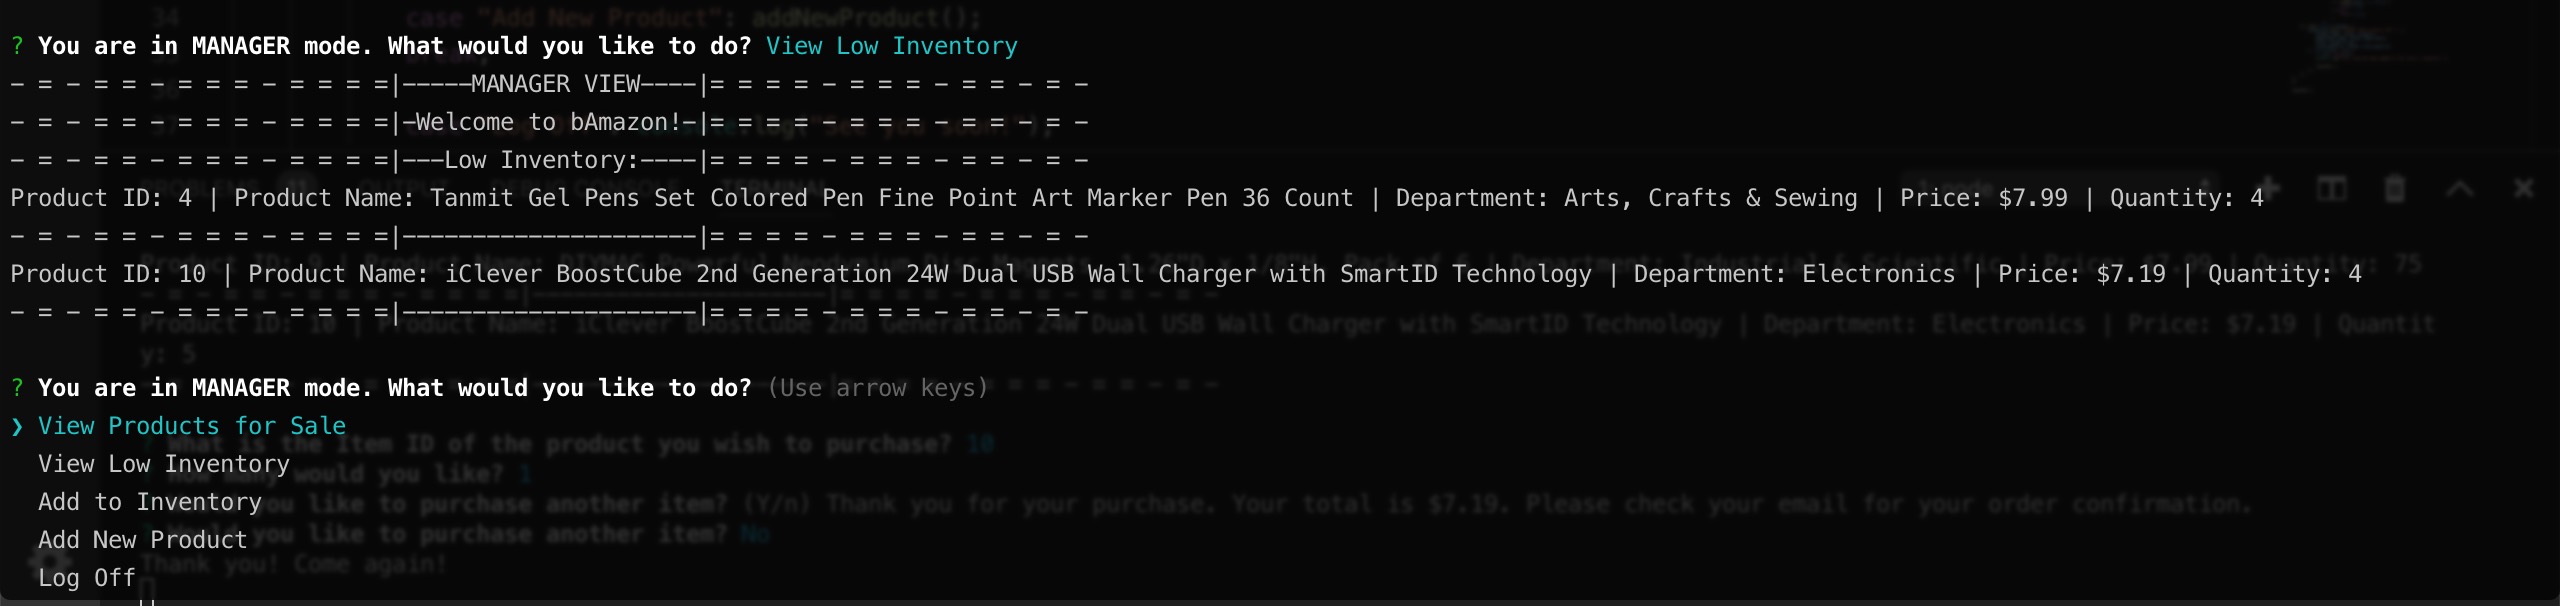 ? You are in MANAGER mode. What would you like to do? View Low Inventory
- = - = = - = = = - = = = =|-----MANAGER VIEW----|= = = = - = = = - = = - = -
- = - = = - = = = - = = = =|-Welcome to bAmazon!-|= = = = - = = = - = = - = -
- = - = = - = = = - = = = =|---Low Inventory:----|= = = = - = = = - = = - = -
Product ID: 4 | Product Name: Tanmit Gel Pens Set Colored Pen Fine Point Art Marker Pen 36 Count | Department: Arts, Crafts & Sewing | Price: $7.99 | Quantity: 4
- = - = = - = = = - = = = =|---------------------|= = = = - = = = - = = - = -
Product ID: 10 | Product Name: iClever BoostCube 2nd Generation 24W Dual USB Wall Charger with SmartID Technology | Department: Electronics | Price: $7.19 | Quantity: 4
- = - = = - = = = - = = = =|---------------------|= = = = - = = = - = = - = -
? You are in MANAGER mode. What would you like to do? (Use arrow keys)
❯ View Products for Sale
View Low Inventory
Add to Inventory
Add New Product
Log Off